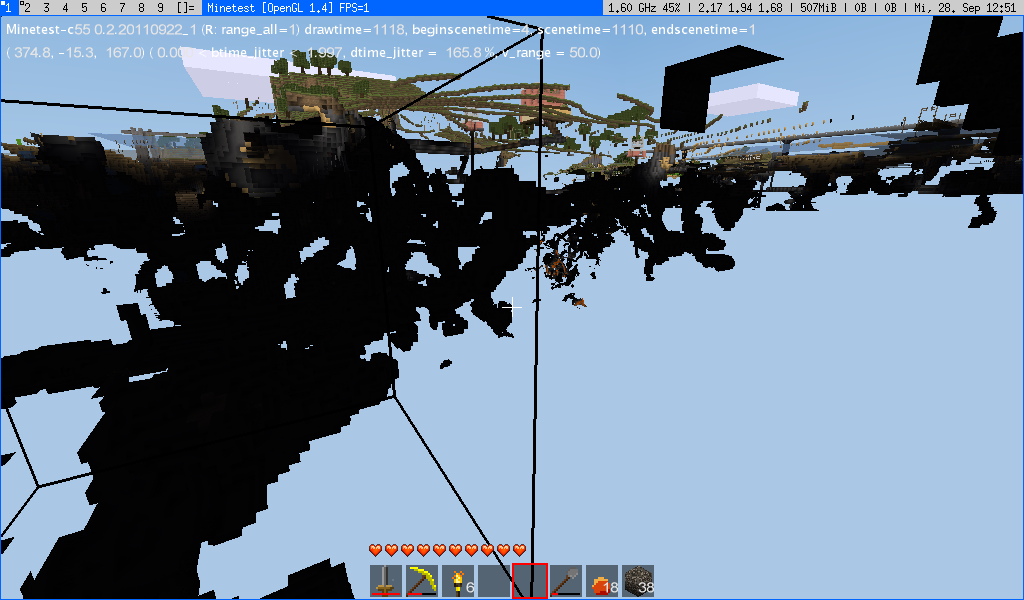 1 2 3 4 5 6 7 8 9 []= Minetest [OpenGL 1.4] FPS=1 1.60 GHz 45% | 2.17 1.94 1.68 | 507MiB | 0B | 0B | Mi, 28. Sep 12:51
Minetest-c55 0.2.20110922_1 (R: range_all=1) drawtime=1118, beginscenetime=4, scenetime=1110, endscenetime=1
( 374.8, -15.3, 167.0) ( 0.00 btime_jitter = 1.997, dtime_jitter = 165.8 %, v_range = 50.0)
6 18 38